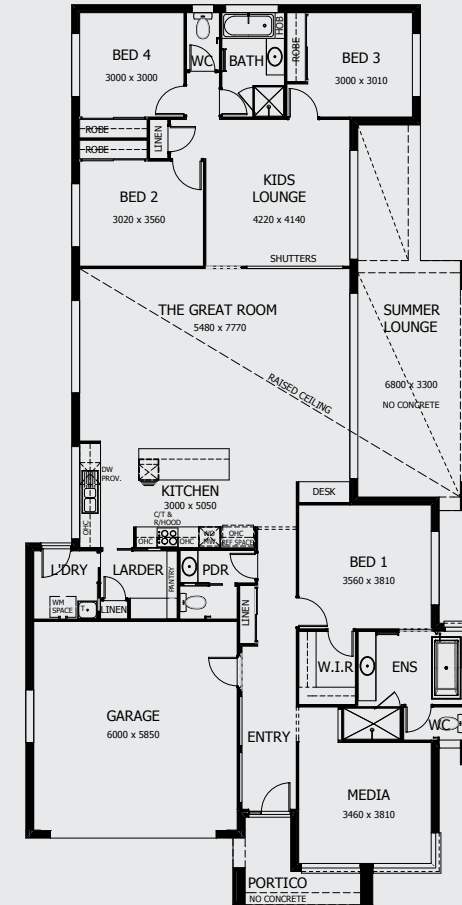 BED 4
3000 x 3000
WC
BATH
HOB
ROBE
BED 3
3000 x 3010
ROBE
ROBE
LINEN
BED 2
3020 x 3560
KIDS
LOUNGE
4220 x 4140
SHUTTERS
THE GREAT ROOM
5480 x 7770
RAISED CEILING
SUMMER
LOUNGE
6800 x 3300
NO CONCRETE
DW
PROV.
OHC
KITCHEN
3000 x 5050
C/T &
R/HOOD
OHC
OHC
WO
MW
OHC
REF SPACE
DESK
BED 1
3560 x 3810
L'DRY
WM
SPACE
T
LARDER
LINEN
PANTRY
PDR
LINEN
W.I.R
ENS
WC
GARAGE
6000 x 5850
ENTRY
MEDIA
3460 x 3810
PORTICO
NO CONCRETE